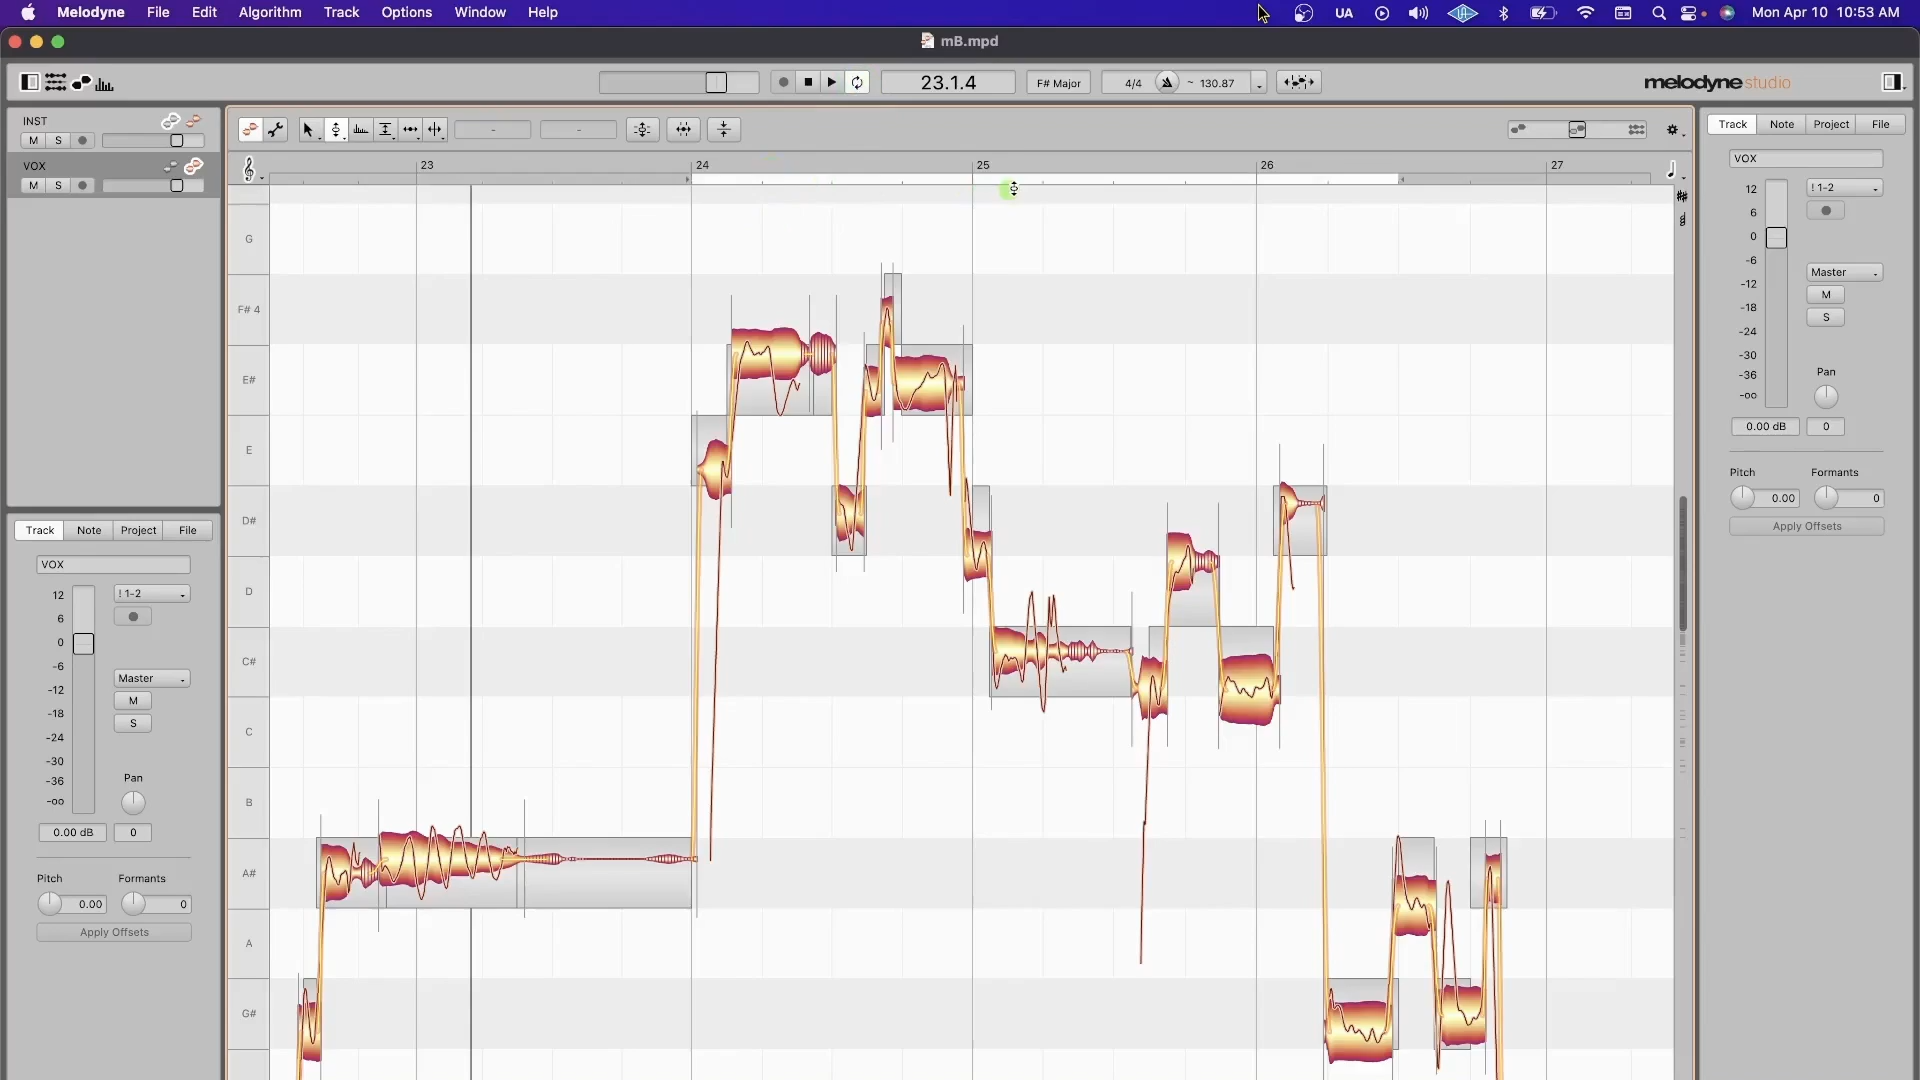 Melodyne File Edit Algorithm Track Options Window Help UA Mon Apr 10 10:53 AM
mB.mpd
23.1.4 F# Major 4/4 ~ 130.87 melodyne studio
INST
M S
VOX
M S
- -
23 24 25 26 27
G
F# 4
E#
E
D#
D
C#
C
B
A#
A
G#
Track Note Project File
VOX
12 ! 1-2
6
0
-6
-12 Master
-18 M
-24 S
-30
-36 Pan
-oo
0.00 dB 0
Pitch Formants
0.00 0
Apply Offsets
Track Note Project File
VOX
12 ! 1-2
6
0
-6
-12 Master
-18 M
-24 S
-30
-36 Pan
-oo
0.00 dB 0
Pitch Formants
0.00 0
Apply Offsets